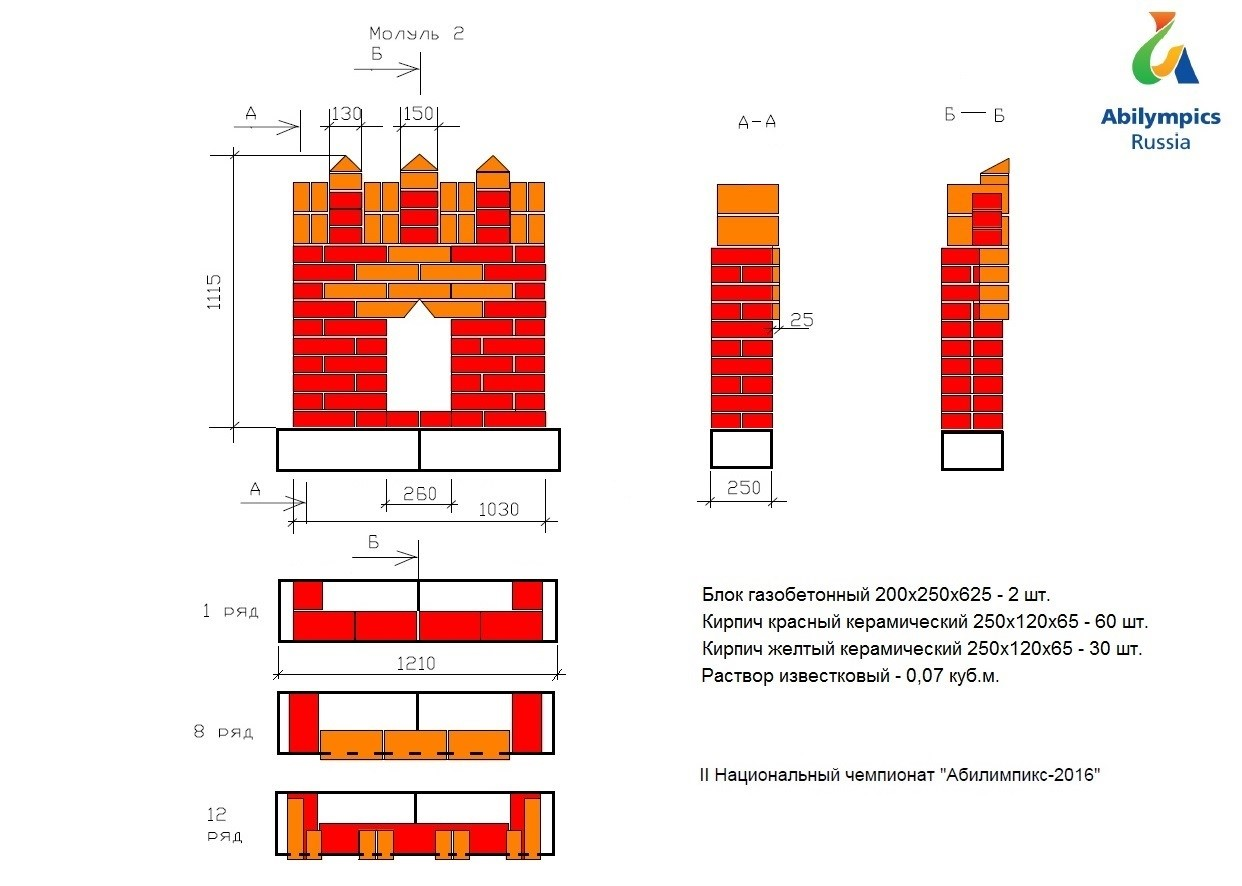 Молуль 2
Б
А
130
150
А-А
Б — Б
Abilympics
Russia
1115
25
А
260
1030
250
Б
1 ряд
1210
8 ряд
12
ряд
Блок газобетонный 200х250х625 - 2 шт.
Кирпич красный керамический 250х120х65 - 60 шт.
Кирпич желтый керамический 250х120х65 - 30 шт.
Раствор известковый - 0,07 куб.м.
II Национальный чемпионат "Абилимпикс-2016"